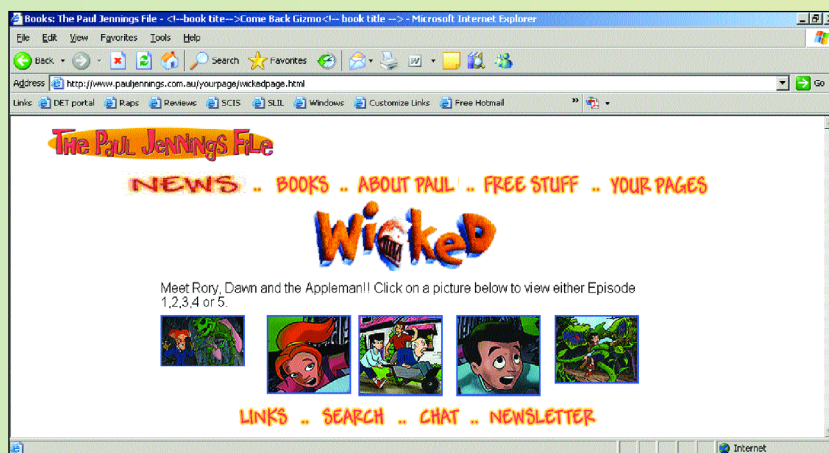 Books: The Paul Jennings File - <!--book tite-->Come Back Gizmo<!-- book title --> - Microsoft Internet Explorer
File Edit View Favorites Tools Help
Back Search Favorites
Address http://www.pauljennings.com.au/yourpage/wickedpage.html Go
Links DET portal Raps Reviews SCIS SLIL Windows Customize Links Free Hotmail »
The Paul Jennings File
NEWS .. BOOKS .. ABOUT PAUL .. FREE STUFF .. YOUR PAGES
Wicked
Meet Rory, Dawn and the Appleman!! Click on a picture below to view either Episode
1,2,3,4 or 5.
LINKS .. SEARCH .. CHAT .. NEWSLETTER
Internet